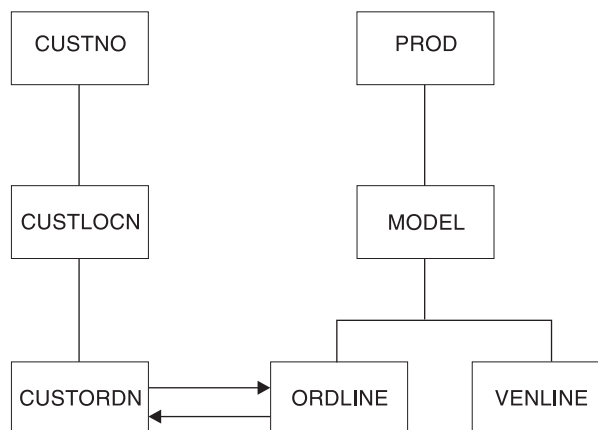 CUSTNO
PROD
CUSTLOCN
MODEL
CUSTORDN
ORDLINE
VENLINE